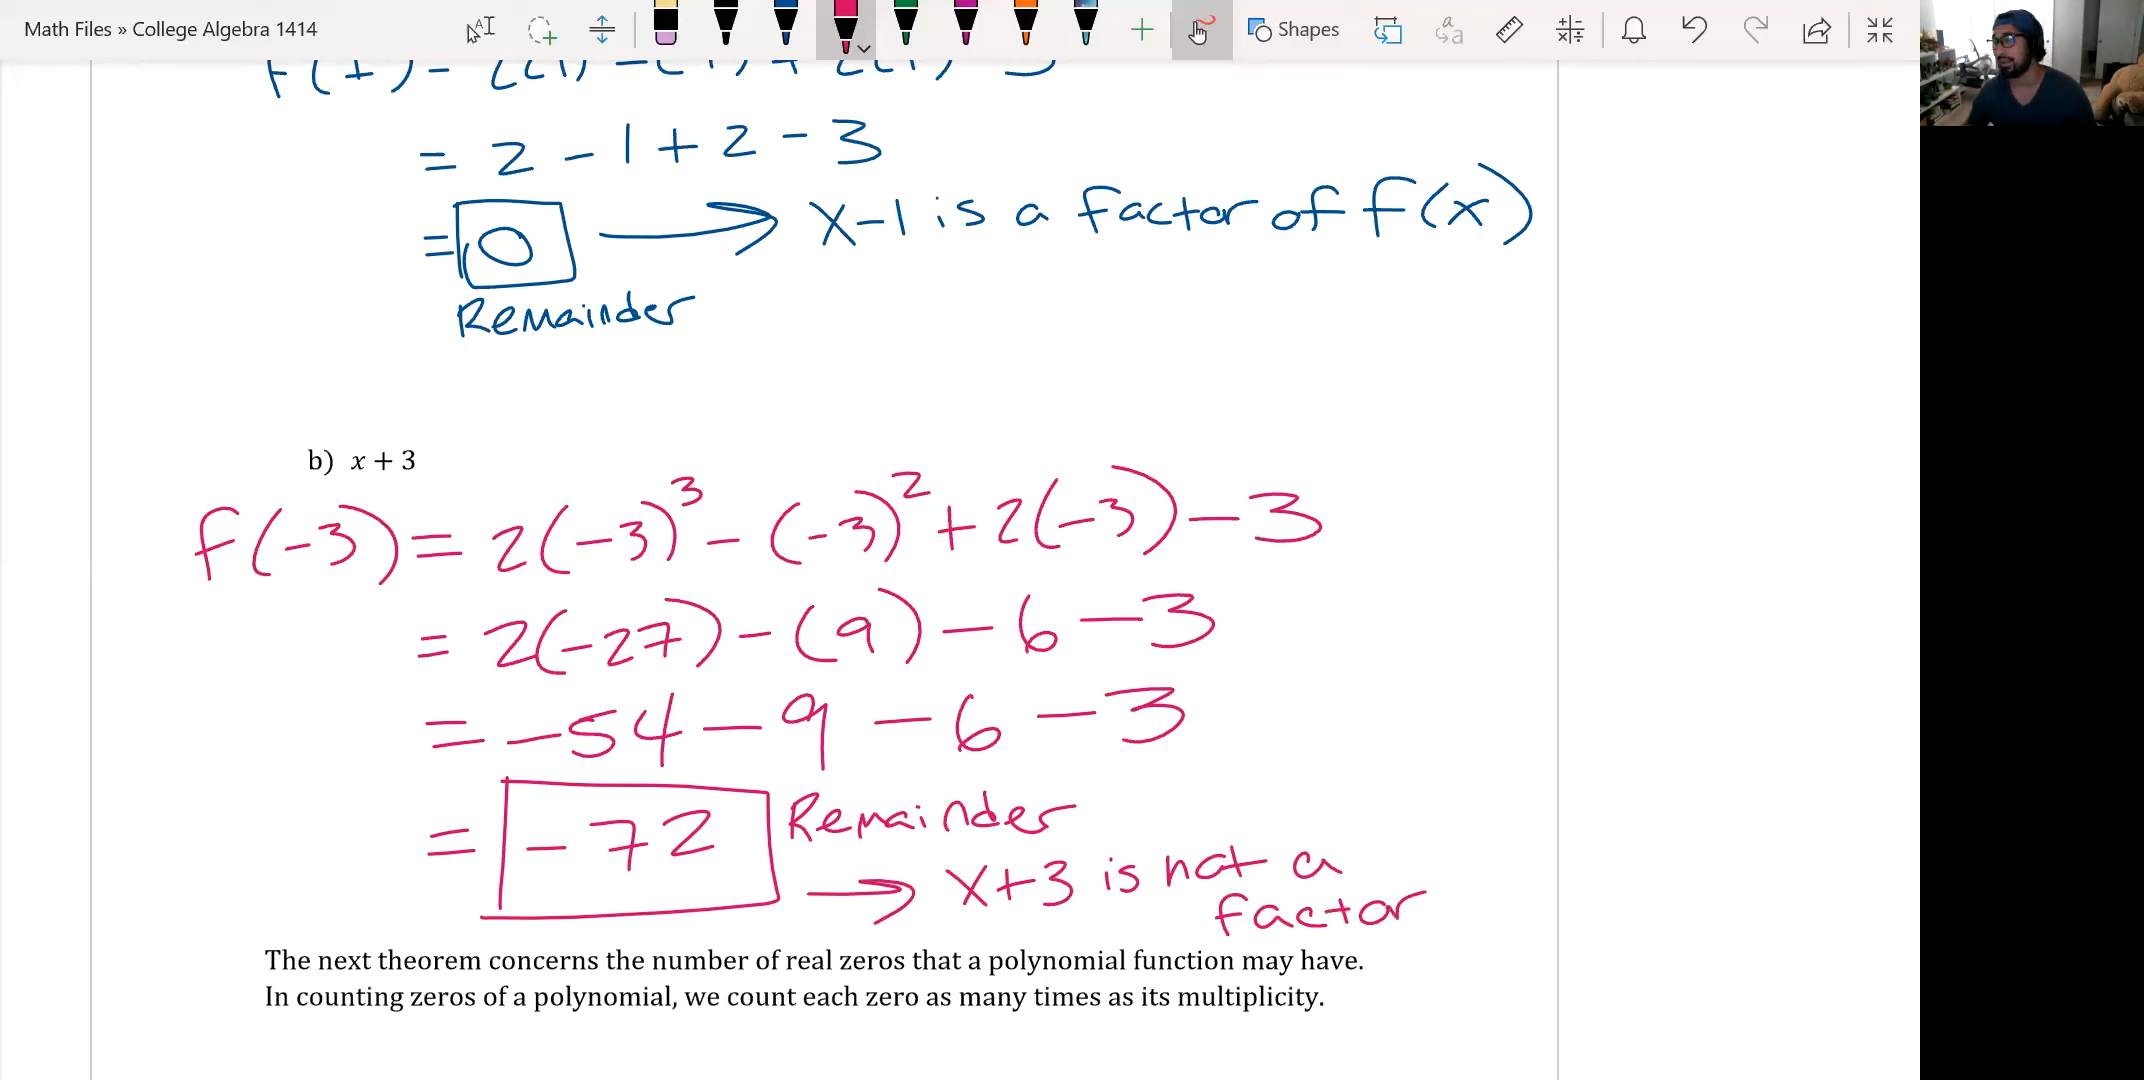 Math Files » College Algebra 1414
Shapes
= 2 - 1 + 2 - 3
= 0 → x-1 is a factor of f(x)
Remainder
b) x + 3
f(-3) = 2(-3)³ - (-3)² + 2(-3) - 3
= 2(-27) - (9) - 6 - 3
= -54 - 9 - 6 - 3
= -72 Remainder
→ x+3 is not a
factor
The next theorem concerns the number of real zeros that a polynomial function may have.
In counting zeros of a polynomial, we count each zero as many times as its multiplicity.